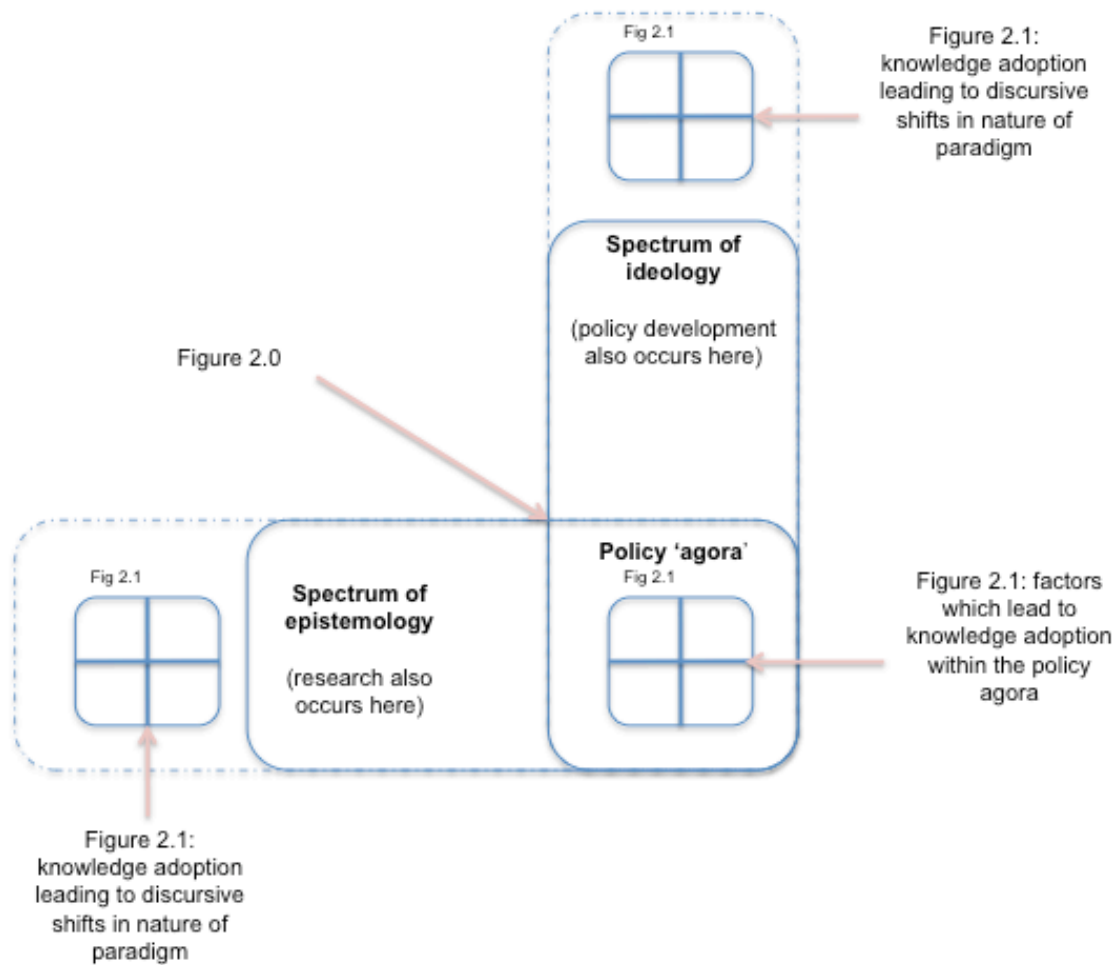 Fig 2.1
Figure 2.1:
knowledge adoption
leading to discursive
shifts in nature of
paradigm
Spectrum of
ideology
(policy development
also occurs here)
Figure 2.0
Policy ‘agora’
Fig 2.1
Fig 2.1
Spectrum of
epistemology
(research also
occurs here)
Figure 2.1: factors
which lead to
knowledge adoption
within the policy
agora
Figure 2.1:
knowledge adoption
leading to discursive
shifts in nature of
paradigm